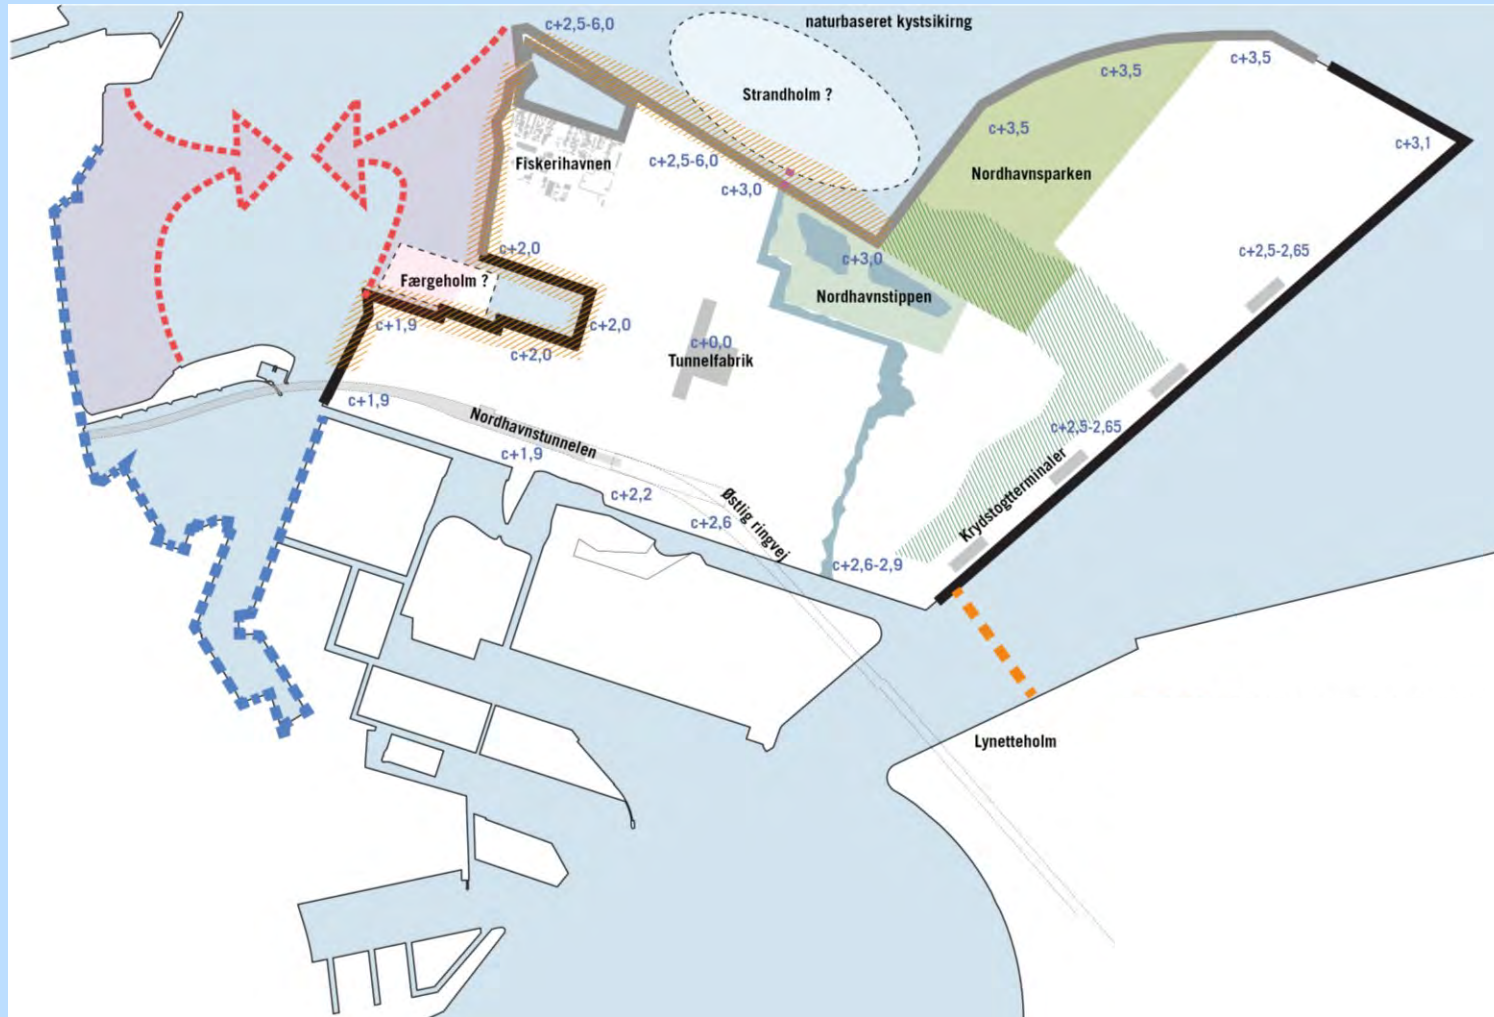 naturbaseret kystsikirng
c+2,5-6,0
Strandholm ?
c+3,5
c+3,5
c+3,5
c+3,1
Fiskerihavnen
c+2,5-6,0
c+3,0
Nordhavnsparken
c+2,0
c+3,0
c+2,5-2,65
Færgeholm ?
Nordhavnstippen
c+1,9
c+2,0
c+2,0
c+0,0
Tunnelfabrik
c+1,9
Nordhavnstunnelen
c+1,9
c+2,5-2,65
Krydstogtterminaler
c+2,2
Østlig ringvej
c+2,6
c+2,6-2,9
Lynetteholm